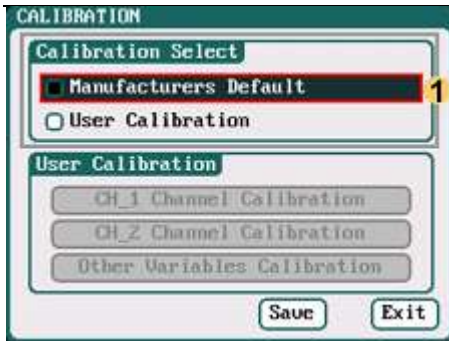 CALIBRATION
Calibration Select
Manufacturers Default
1
User Calibration
User Calibration
CH_1 Channel Calibration
CH_2 Channel Calibration
Other Variables Calibration
Save
Exit